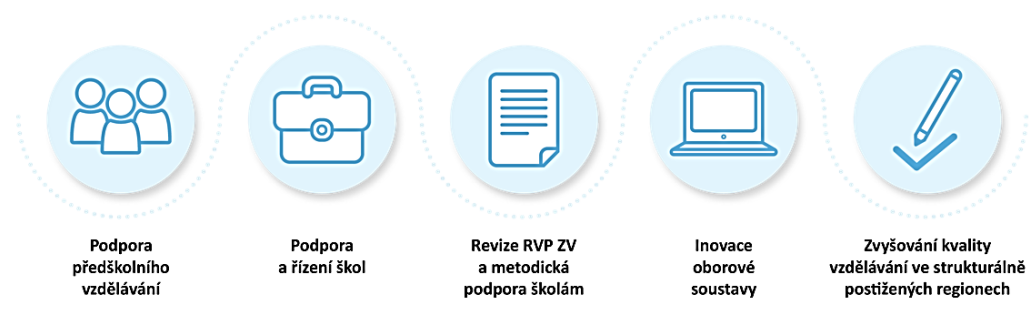 Podpora
předškolního
vzdělávání
Podpora
a řízení škol
Revize RVP ZV
a metodická
podpora školám
Inovace
oborové
soustavy
Zvyšování kvality
vzdělávání ve strukturálně
postižených regionech